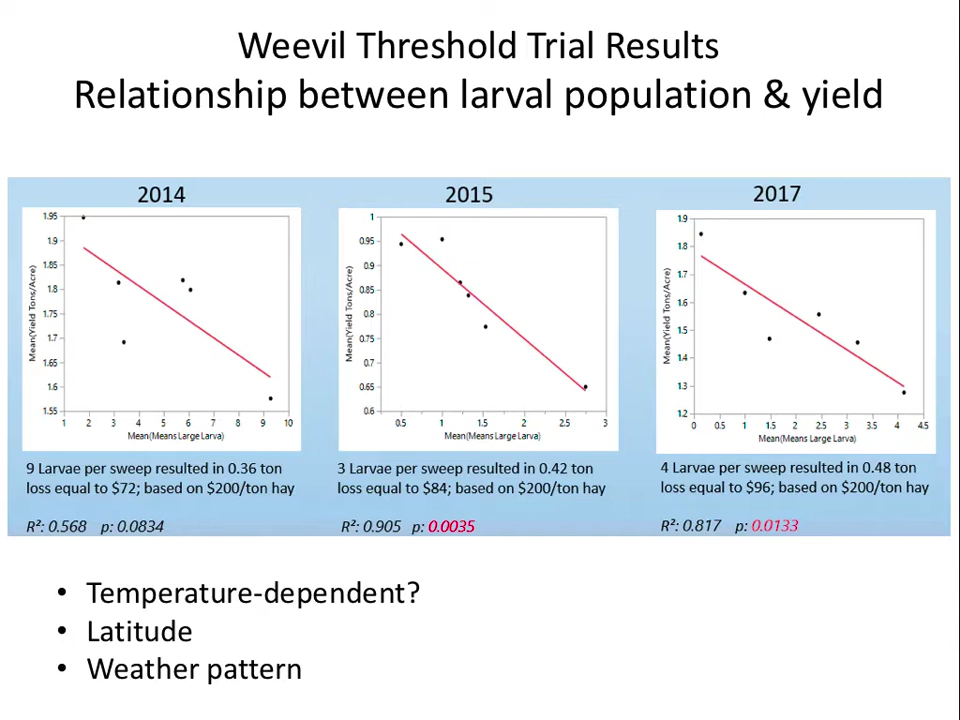 Weevil Threshold Trial Results
Relationship between larval population & yield
2014
1.95
1.9
1.85
1.8
1.75
1.7
1.65
1.6
1.55
Mean(Yield Tons/Acre)
1 2 3 4 5 6 7 8 9 10
Mean(Means Large Larva)
9 Larvae per sweep resulted in 0.36 ton
loss equal to $72; based on $200/ton hay
R²: 0.568 p: 0.0834
2015
1
0.95
0.9
0.85
0.8
0.75
0.7
0.65
0.6
Mean(Yield Tons/Acre)
0.5 1 1.5 2 2.5 3
Mean(Means Large Larva)
3 Larvae per sweep resulted in 0.42 ton
loss equal to $84; based on $200/ton hay
R²: 0.905 p: 0.0035
2017
1.9
1.8
1.7
1.6
1.5
1.4
1.3
1.2
Mean(Yield Tons/Acre)
0 0.5 1 1.5 2 2.5 3 3.5 4 4.5
Mean(Means Large Larva)
4 Larvae per sweep resulted in 0.48 ton
loss equal to $96; based on $200/ton hay
R²: 0.817 p: 0.0133
• Temperature-dependent?
• Latitude
• Weather pattern